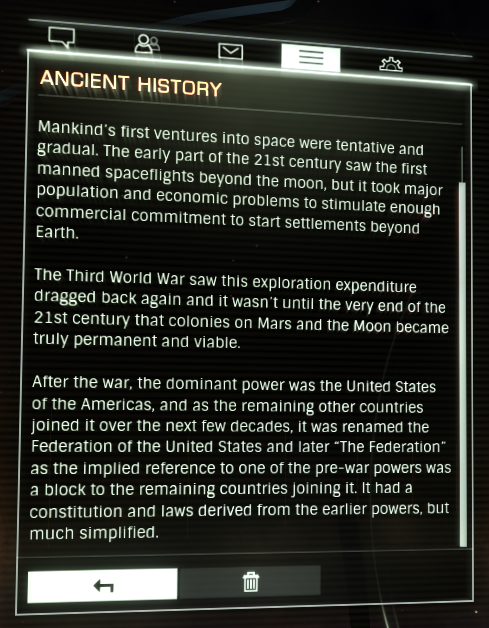 ANCIENT HISTORY
Mankind's first ventures into space were tentative and
gradual. The early part of the 21st century saw the first
manned spaceflights beyond the moon, but it took major
population and economic problems to stimulate enough
commercial commitment to start settlements beyond
Earth.
The Third World War saw this exploration expenditure
dragged back again and it wasn't until the very end of the
21st century that colonies on Mars and the Moon became
truly permanent and viable.
After the war, the dominant power was the United States
of the Americas, and as the remaining other countries
joined it over the next few decades, it was renamed the
Federation of the United States and later "The Federation"
as the implied reference to one of the pre-war powers was
a block to the remaining countries joining it. It had a
constitution and laws derived from the earlier powers, but
much simplified.